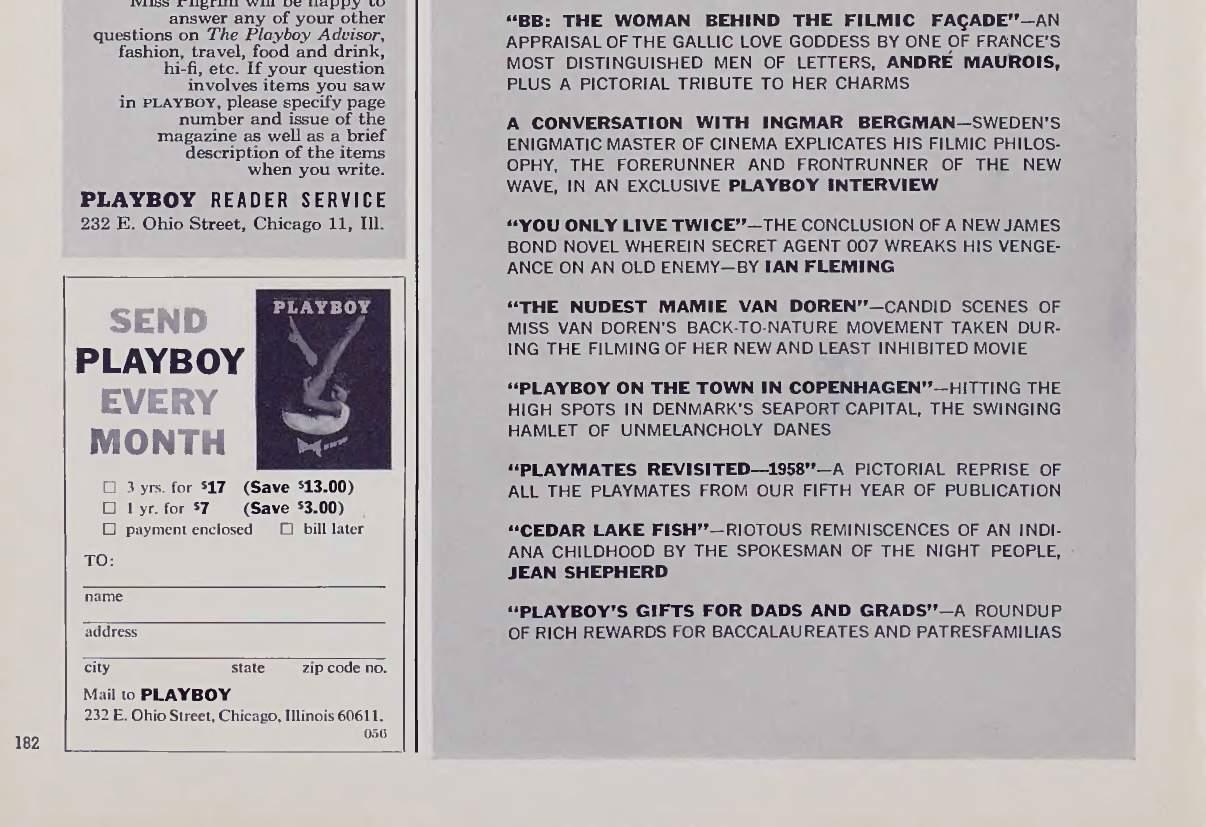 Miss Pilgrim will be happy to
answer any of your other
questions on The Playboy Advisor,
fashion, travel, food and drink,
hi-fi, etc. If your question
involves items you saw
in PLAYBOY, please specify page
number and issue of the
magazine as well as a brief
description of the items
when you write.
PLAYBOY READER SERVICE
232 E. Ohio Street, Chicago 11, Ill.
SEND
PLAYBOY
EVERY
MONTH
PLAYBOY
☐ 3 yrs. for $17 (Save $13.00)
☐ 1 yr. for $7 (Save $3.00)
☐ payment enclosed ☐ bill later
TO:
name
address
city state zip code no.
Mail to PLAYBOY
232 E. Ohio Street, Chicago, Illinois 60611.
056
182
“BB: THE WOMAN BEHIND THE FILMIC FAÇADE”—AN
APPRAISAL OF THE GALLIC LOVE GODDESS BY ONE OF FRANCE’S
MOST DISTINGUISHED MEN OF LETTERS, ANDRÉ MAUROIS,
PLUS A PICTORIAL TRIBUTE TO HER CHARMS
A CONVERSATION WITH INGMAR BERGMAN—SWEDEN’S
ENIGMATIC MASTER OF CINEMA EXPLICATES HIS FILMIC PHILOS-
OPHY, THE FORERUNNER AND FRONTRUNNER OF THE NEW
WAVE, IN AN EXCLUSIVE PLAYBOY INTERVIEW
“YOU ONLY LIVE TWICE”—THE CONCLUSION OF A NEW JAMES
BOND NOVEL WHEREIN SECRET AGENT 007 WREAKS HIS VENGE-
ANCE ON AN OLD ENEMY—BY IAN FLEMING
“THE NUDEST MAMIE VAN DOREN”—CANDID SCENES OF
MISS VAN DOREN’S BACK-TO-NATURE MOVEMENT TAKEN DUR-
ING THE FILMING OF HER NEW AND LEAST INHIBITED MOVIE
“PLAYBOY ON THE TOWN IN COPENHAGEN”—HITTING THE
HIGH SPOTS IN DENMARK’S SEAPORT CAPITAL, THE SWINGING
HAMLET OF UNMELANCHOLY DANES
“PLAYMATES REVISITED—1958”—A PICTORIAL REPRISE OF
ALL THE PLAYMATES FROM OUR FIFTH YEAR OF PUBLICATION
“CEDAR LAKE FISH”—RIOTOUS REMINISCENCES OF AN INDI-
ANA CHILDHOOD BY THE SPOKESMAN OF THE NIGHT PEOPLE,
JEAN SHEPHERD
“PLAYBOY’S GIFTS FOR DADS AND GRADS”—A ROUNDUP
OF RICH REWARDS FOR BACCALAUREATES AND PATRESFAMILIAS